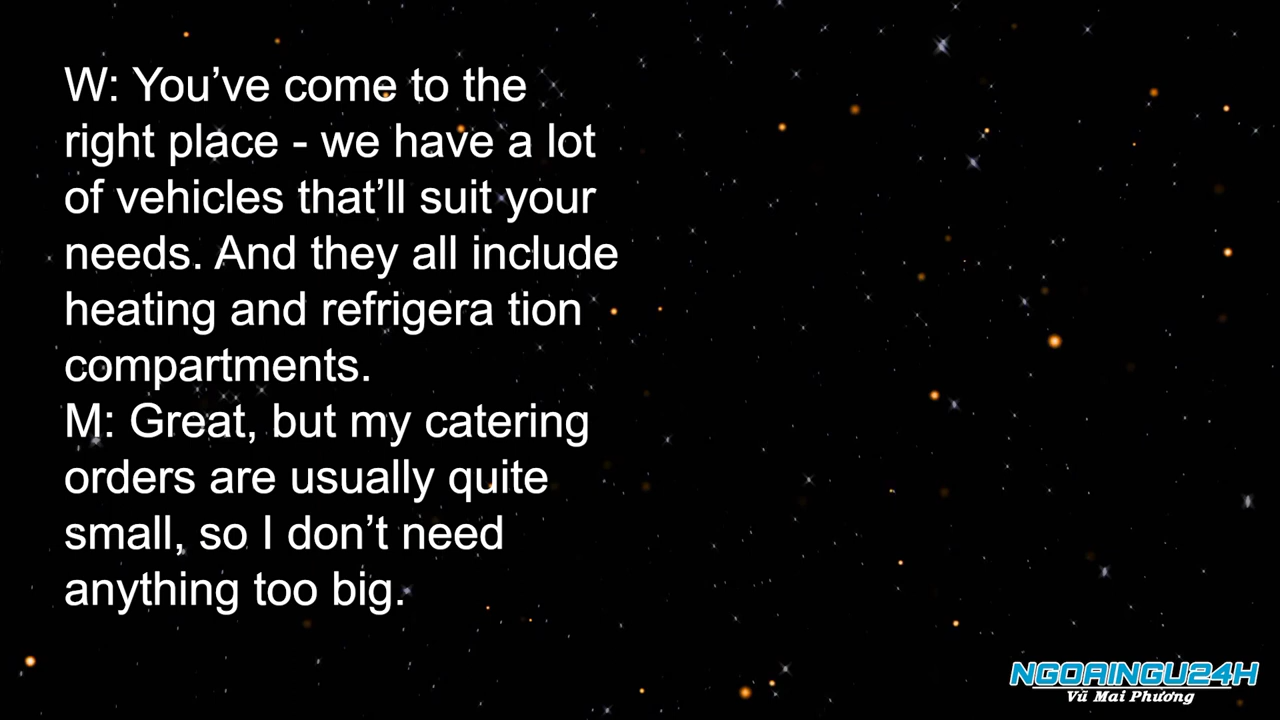 W: You’ve come to the
right place - we have a lot
of vehicles that’ll suit your
needs. And they all include
heating and refrigera tion
compartments.
M: Great, but my catering
orders are usually quite
small, so I don’t need
anything too big.
NGOAINGU24H
Vũ Mai Phương